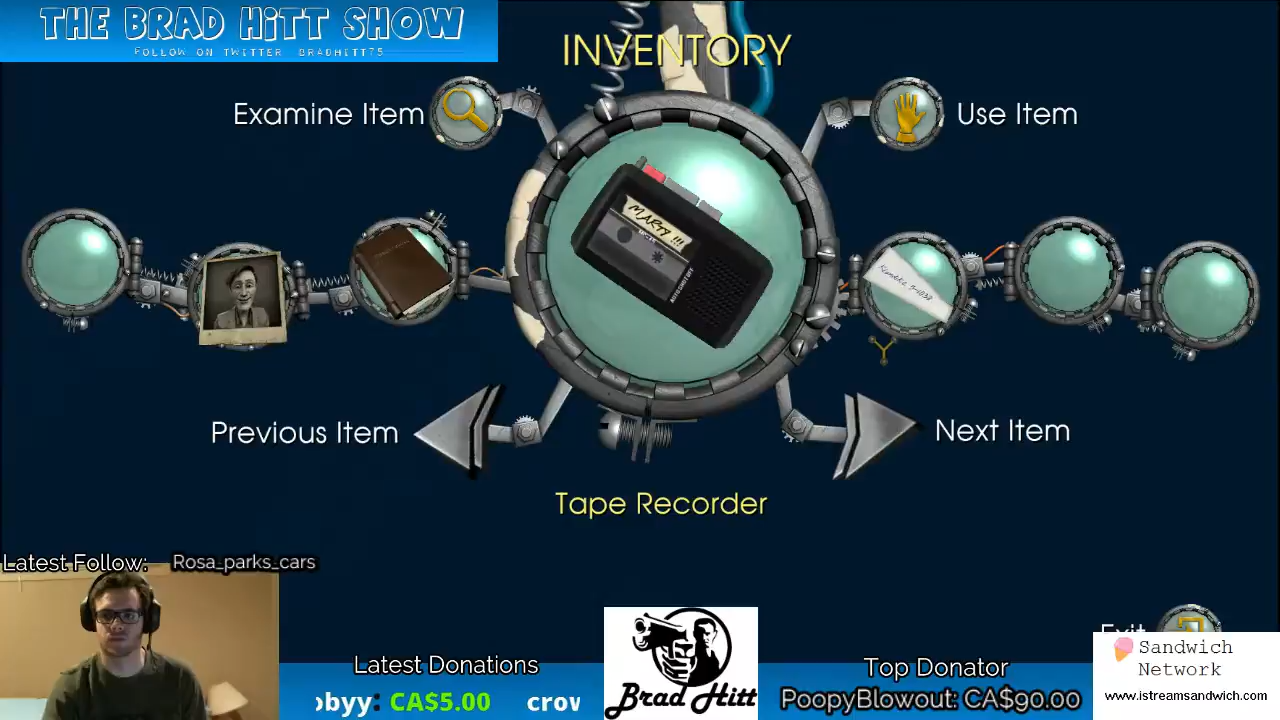 THE BRAD HiTT SHOW
FOLLOW ON TWITTER BRADHITT75
INVENTORY
Examine Item
Use Item
MARTY !!!
Previous Item
Next Item
Tape Recorder
Latest Follow: Rosa_parks_cars
Exit
Latest Donations
obyy: CA$5.00 crow
Top Donator
PoopyBlowout: CA$90.00
Brad Hitt
Sandwich
Network
www.istreamsandwich.com